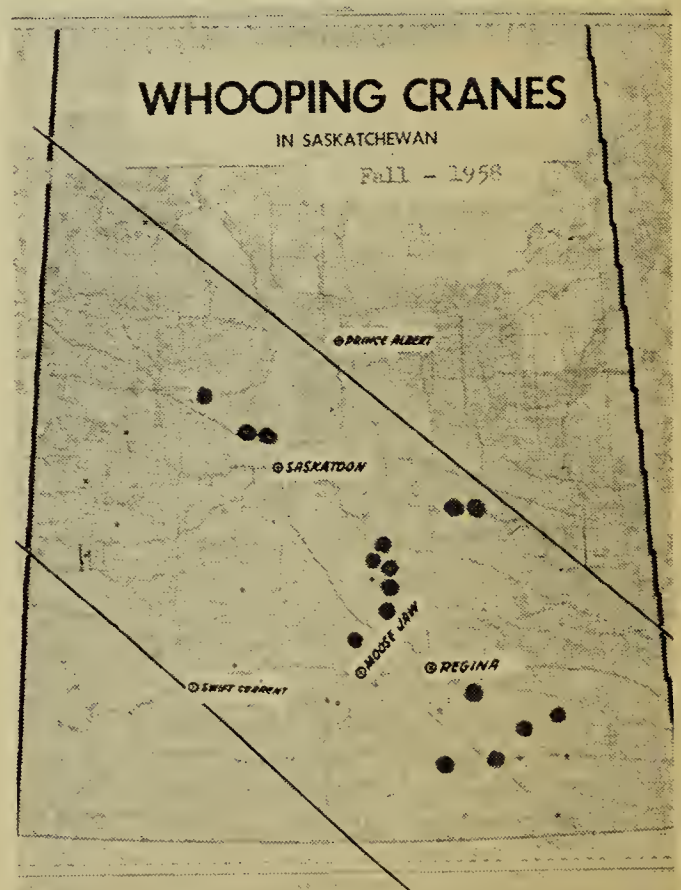 WHOOPING CRANES
IN SASKATCHEWAN
Fall - 1958
PRINCE ALBERT
SASKATOON
MOOSE JAW
REGINA
SWIFT CURRENT